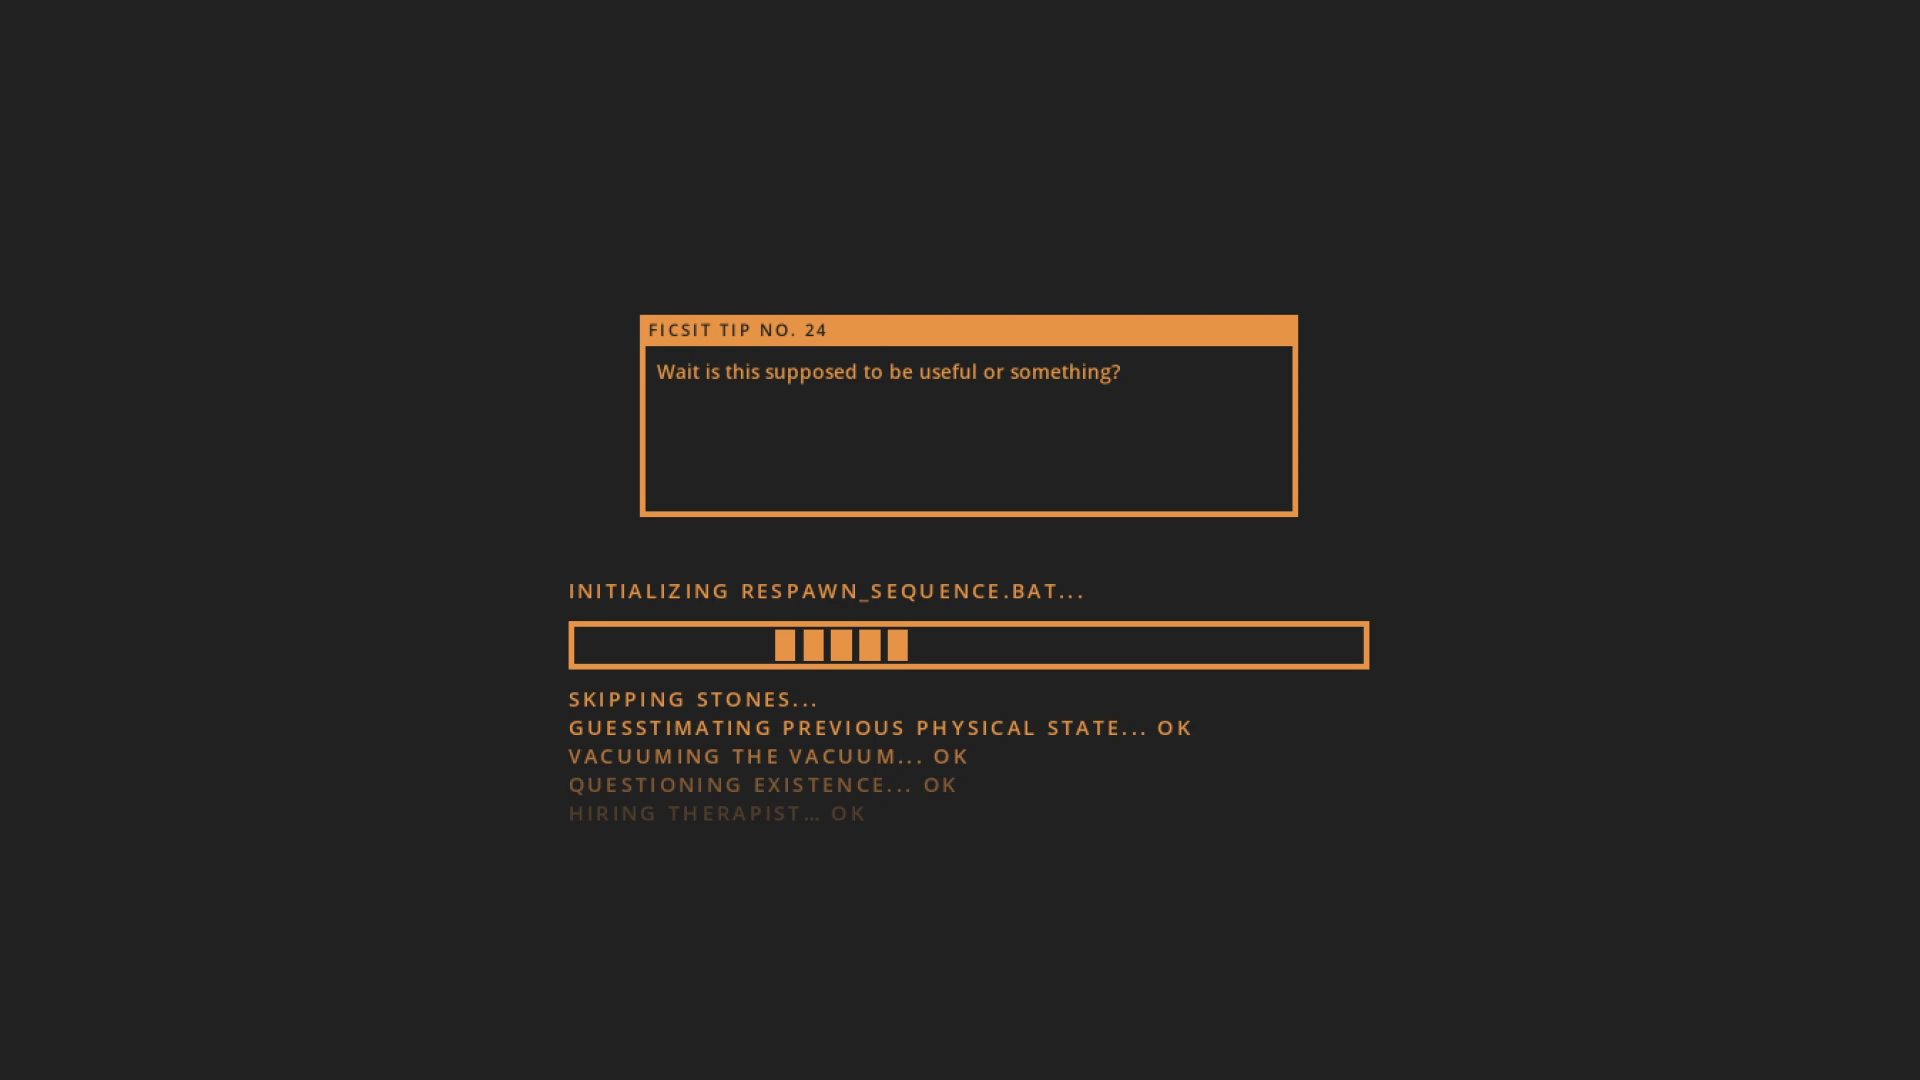 FICSIT TIP NO. 24
Wait is this supposed to be useful or something?
INITIALIZING RESPAWN_SEQUENCE.BAT...
SKIPPING STONES...
GUESSTIMATING PREVIOUS PHYSICAL STATE... OK
VACUUMING THE VACUUM... OK
QUESTIONING EXISTENCE... OK
HIRING THERAPIST… OK